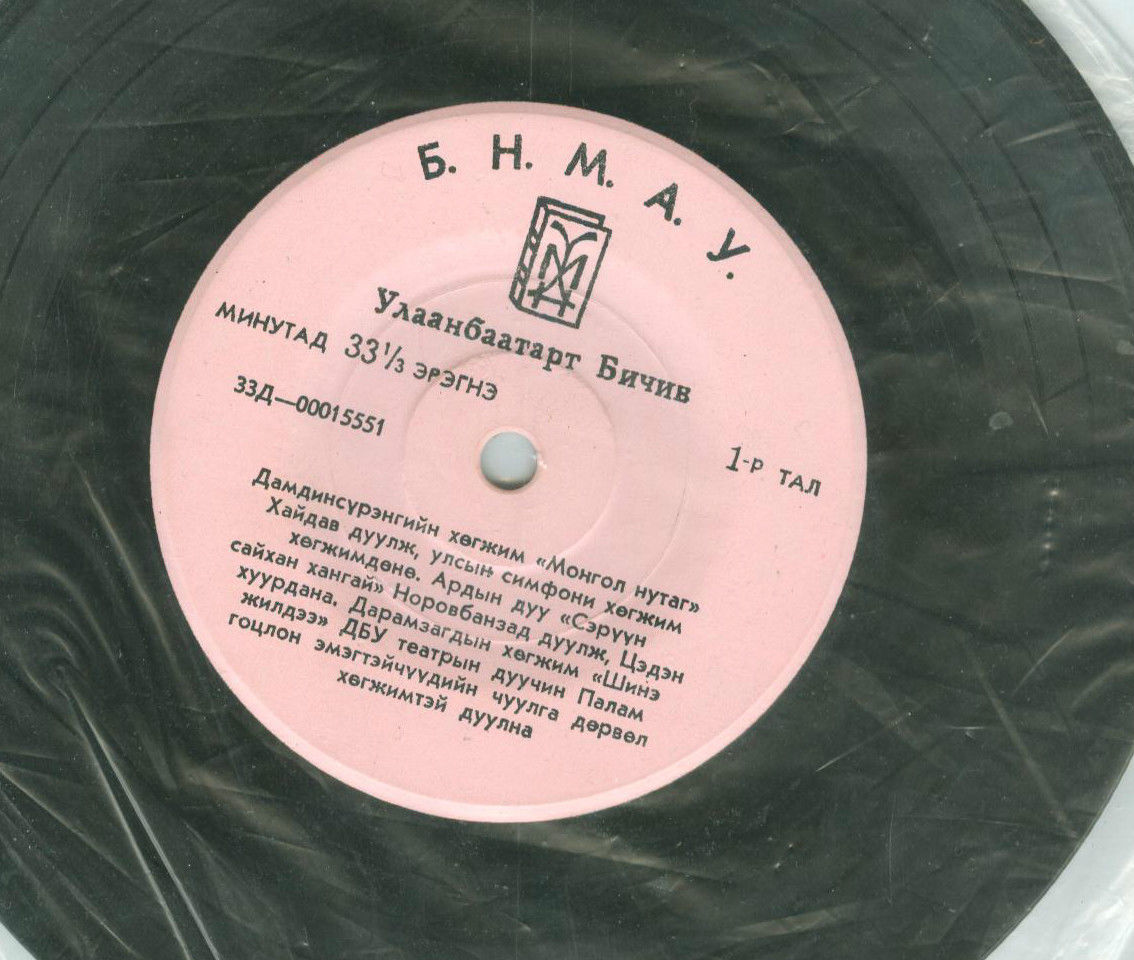 Б. Н. М. А. У.
Улаанбаатарт Бичив
МИНУТАД 33 1/3 ЭРЭГНЭ
33Д—00015551
1-Р ТАЛ
Дамдинсүрэнгийн хөгжим «Монгол нутаг»
Хайдав дуулж, улсын симфони хөгжим
хөгжимдөнө. Ардын дуу «Сэрүүн
сайхан хангай» Норовбанзад дуулж, Цэдэн
хуурдана. Дарамзагдын хөгжим «Шинэ
жилдээ» ДБУ театрын дуучин Палам
гоцлон эмэгтэйчүүдийн чуулга дөрвөл
хөгжимтэй дуулна